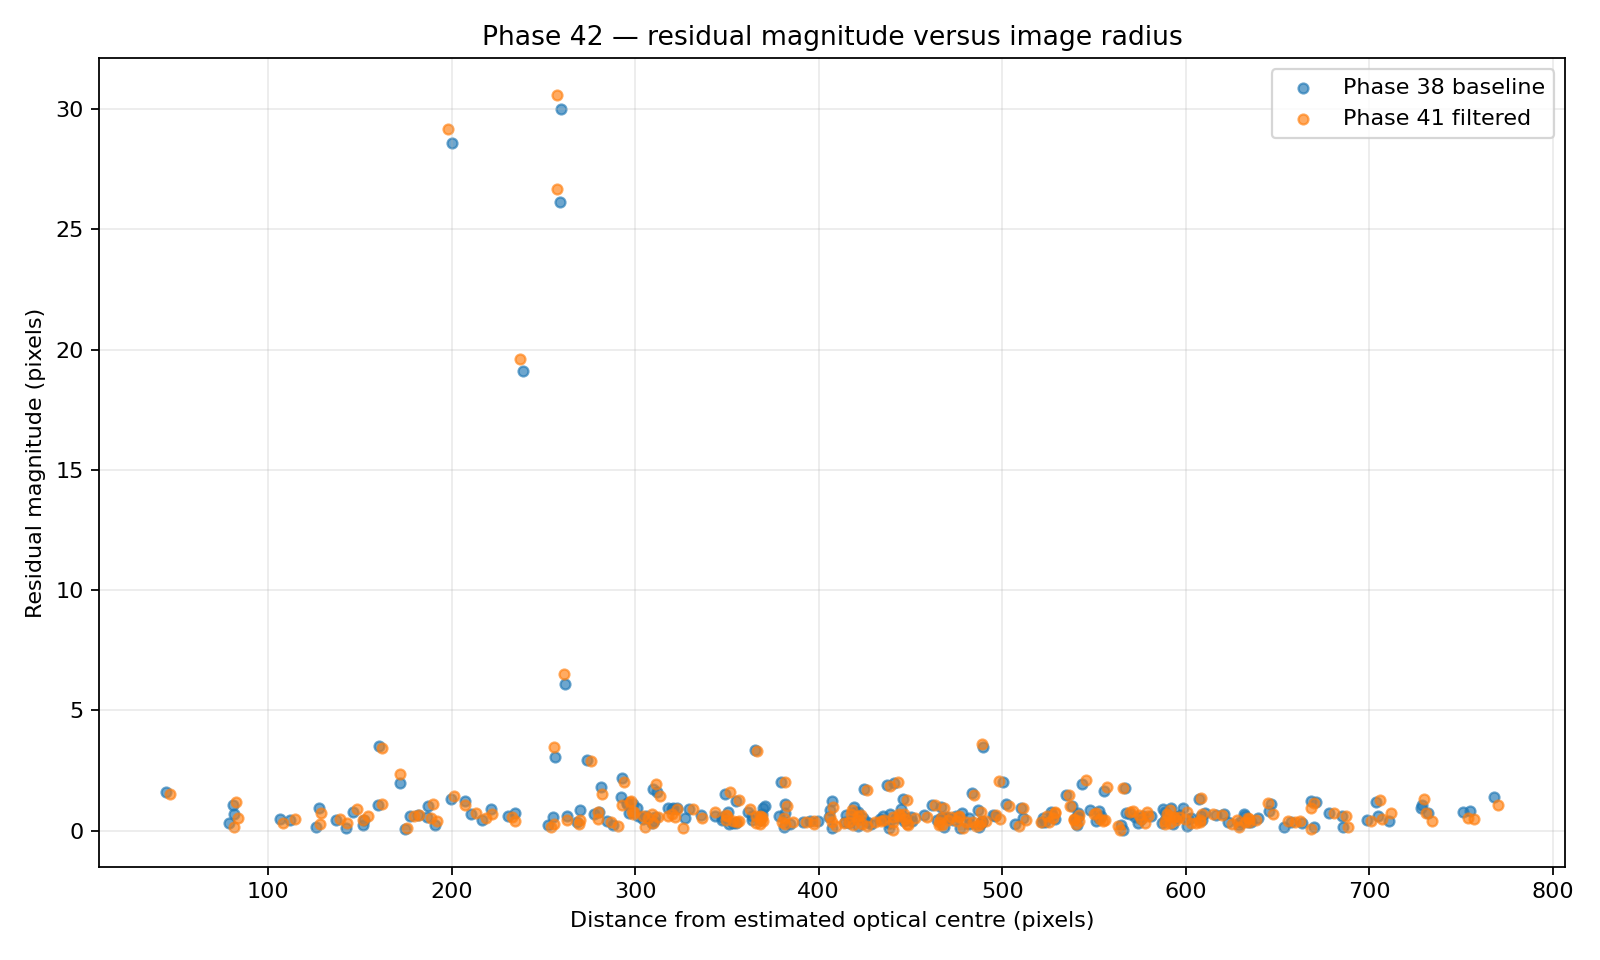 Phase 42 — residual magnitude versus image radius
Phase 38 baseline
Phase 41 filtered
Residual magnitude (pixels)
30
25
20
15
10
5
0
100 200 300 400 500 600 700 800
Distance from estimated optical centre (pixels)